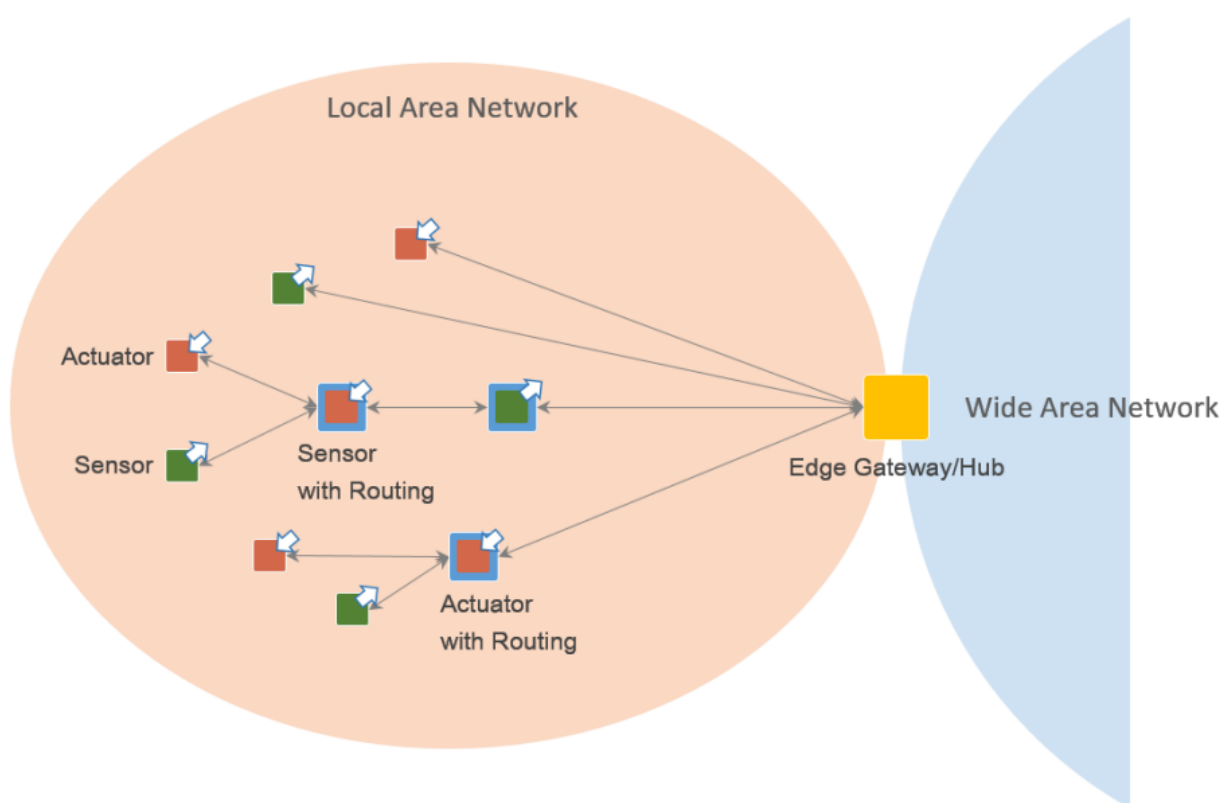 Local Area Network
Actuator
Sensor
Sensor
with Routing
Actuator
with Routing
Edge Gateway/Hub
Wide Area Network